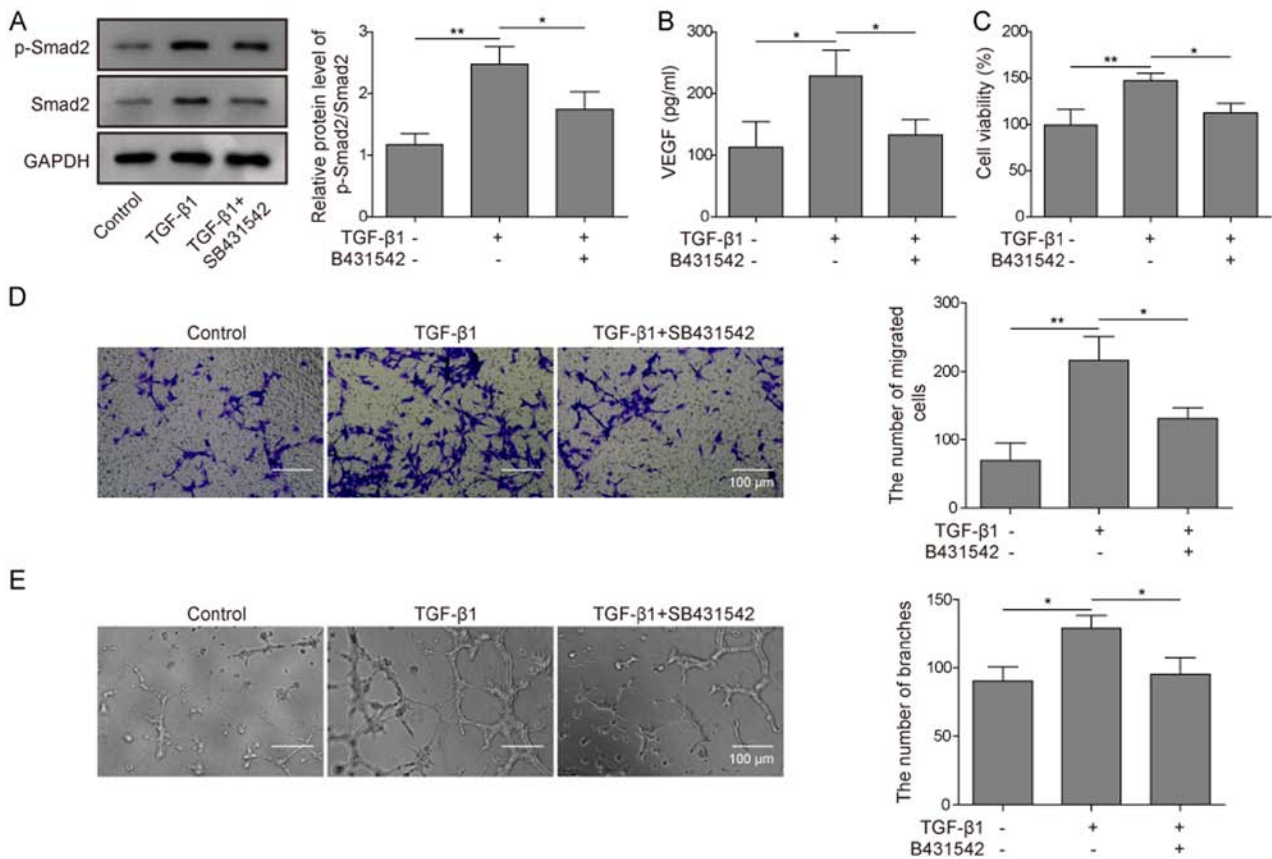 A
p-Smad2
Smad2
GAPDH
Control
TGF-β1
TGF-β1+
SB431542
Relative protein level of
p-Smad2/Smad2
3
2
1
0
**
*
TGF-β1 - + +
B431542 - - +
B
VEGF (pg/ml)
300
200
100
0
*
*
TGF-β1 - + +
B431542 - - +
C
Cell viability (%)
200
150
100
50
0
**
*
TGF-β1 - + +
B431542 - - +
D
Control
TGF-β1
TGF-β1+SB431542
100 μm
The number of migrated
cells
300
200
100
0
**
*
TGF-β1 - + +
B431542 - - +
E
Control
TGF-β1
TGF-β1+SB431542
100 μm
The number of branches
150
100
50
0
*
*
TGF-β1 - + +
B431542 - - +